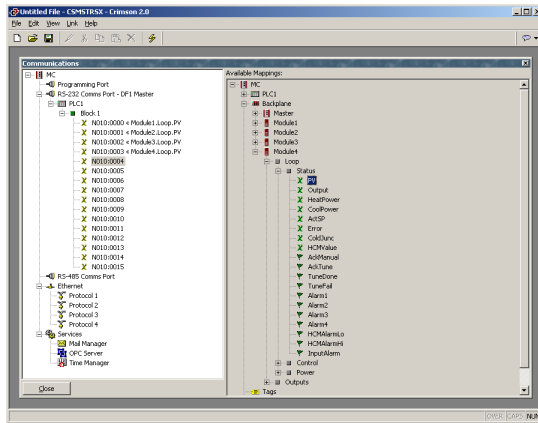 Untitled File - CSMSTRSX - Crimson 2.0
File Edit View Link Help
Communications
MC
Programming Port
RS-232 Comms Port - DF1 Master
PLC1
Block 1
N010:0000 « Module1.Loop.PV
N010:0001 « Module2.Loop.PV
N010:0002 « Module3.Loop.PV
N010:0003 « Module4.Loop.PV
N010:0004
N010:0005
N010:0006
N010:0007
N010:0008
N010:0009
N010:0010
N010:0011
N010:0012
N010:0013
N010:0014
N010:0015
RS-485 Comms Port
Ethernet
Protocol 1
Protocol 2
Protocol 3
Protocol 4
Services
Mail Manager
OPC Server
Time Manager
Close
Available Mappings:
MC
PLC1
Backplane
Master
Module1
Module2
Module3
Module4
Loop
Status
PV
Output
HeatPower
CoolPower
ActSP
Error
ColdJunc
HCMValue
AckManual
AckTune
TuneDone
TuneFail
Alarm1
Alarm2
Alarm3
Alarm4
HCMAlarmLo
HCMAlarmHi
InputAlarm
Control
Power
Outputs
Tags
OVER CAPS NUM